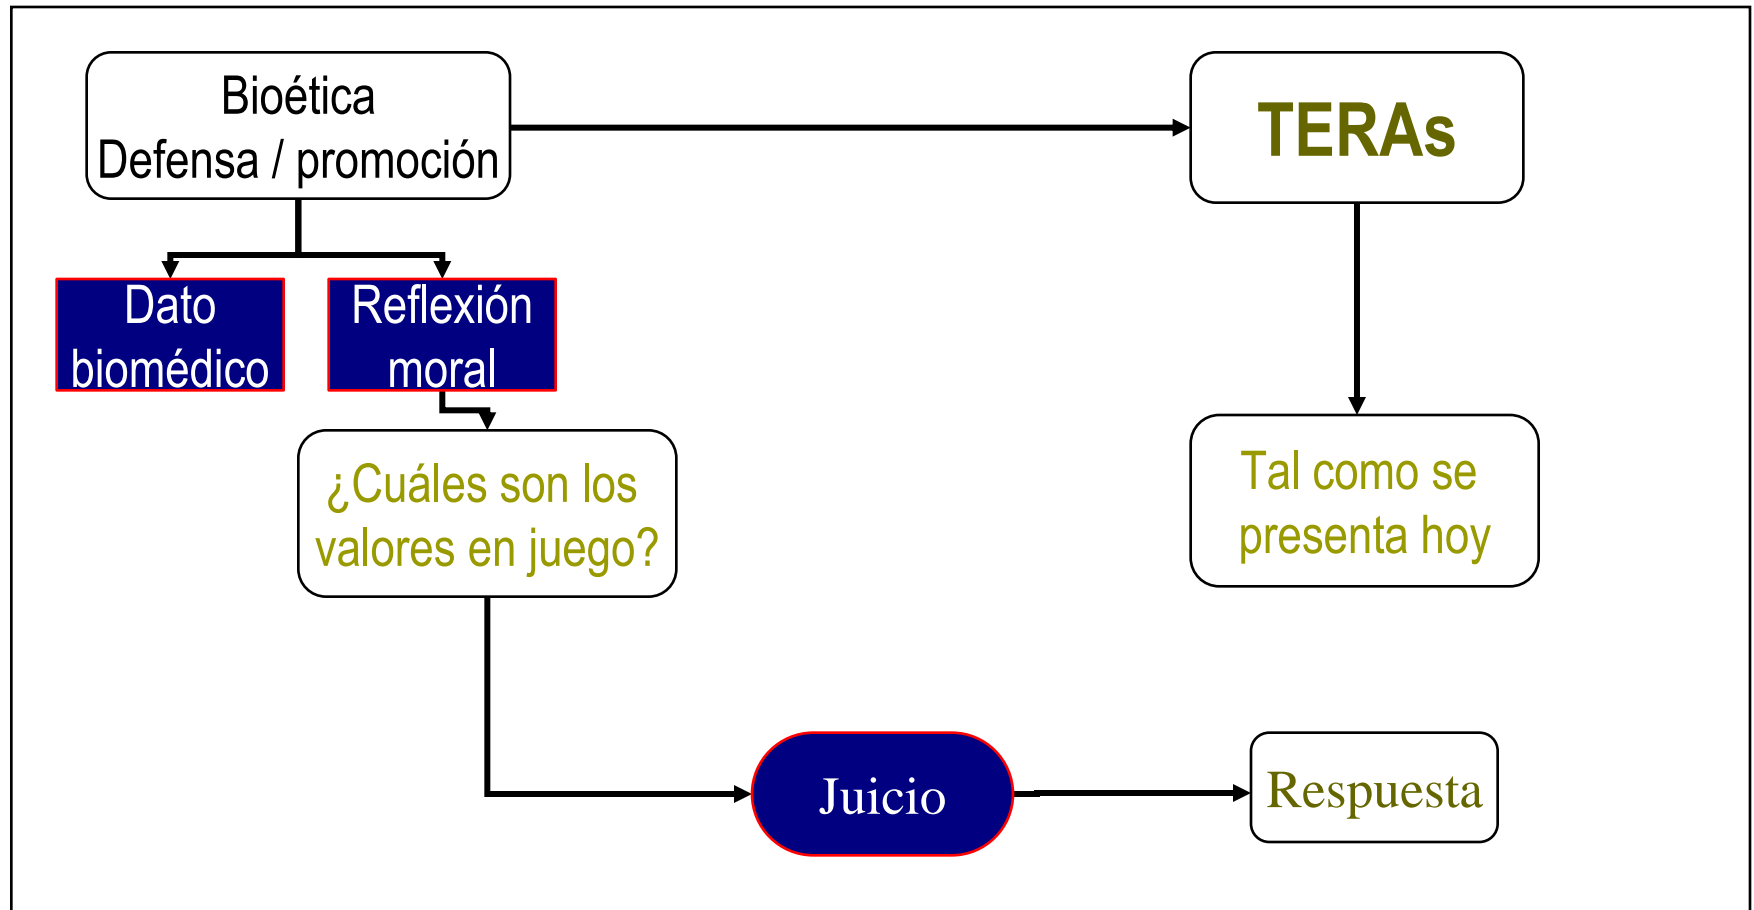 Bioética
Defensa / promoción
TERAs
Dato
biomédico
Reflexión
moral
¿Cuáles son los
valores en juego?
Tal como se
presenta hoy
Juicio
Respuesta